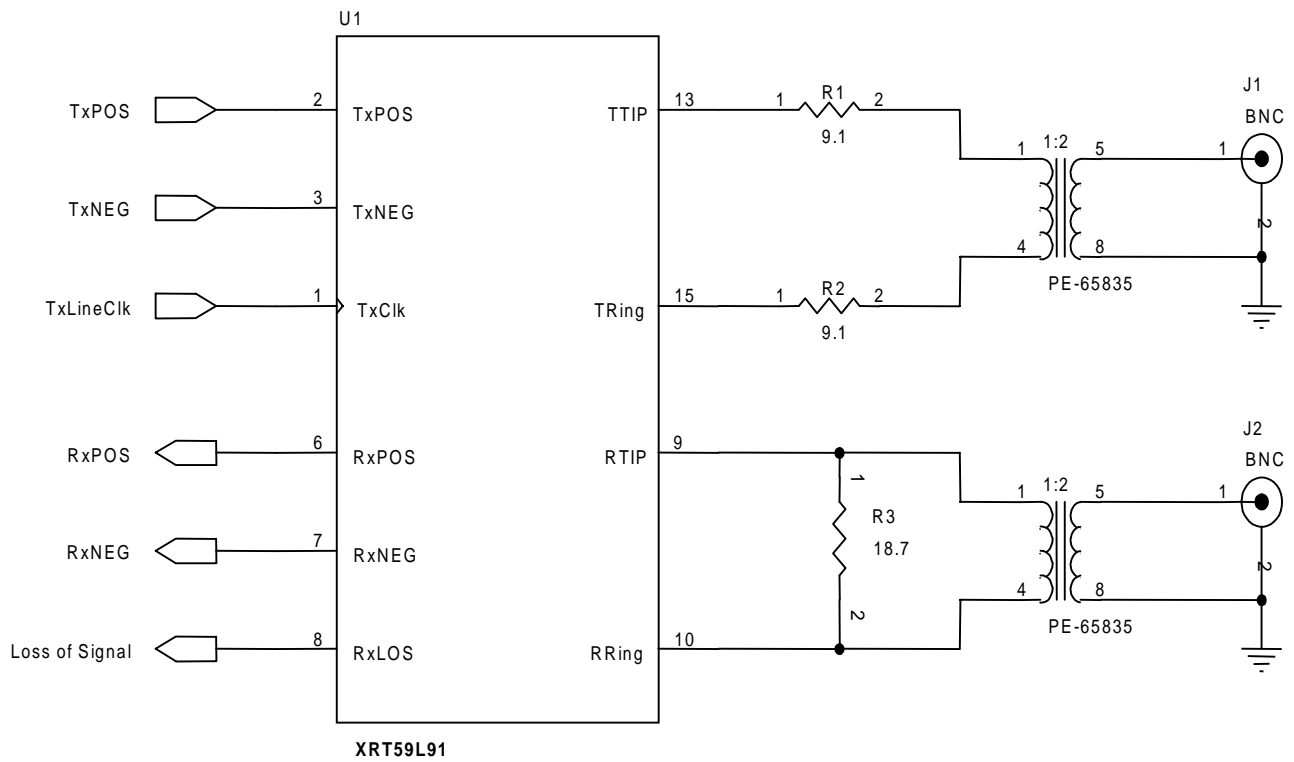 U1
TxPOS 2 TxPOS TTIP 13 1 R1 2
9.1
J1
BNC
1 1:2 5 1
TxNEG 3 TxNEG
2
4 8
PE-65835
TxLineClk 1 TxClk TRing 15 1 R2 2
9.1
RxPOS 6 RxPOS RTIP 9
J2
BNC
1 1:2 5 1
1
R3
18.7
RxNEG 7 RxNEG
2
4 8
2
PE-65835
Loss of Signal 8 RxLOS RRing 10
XRT59L91